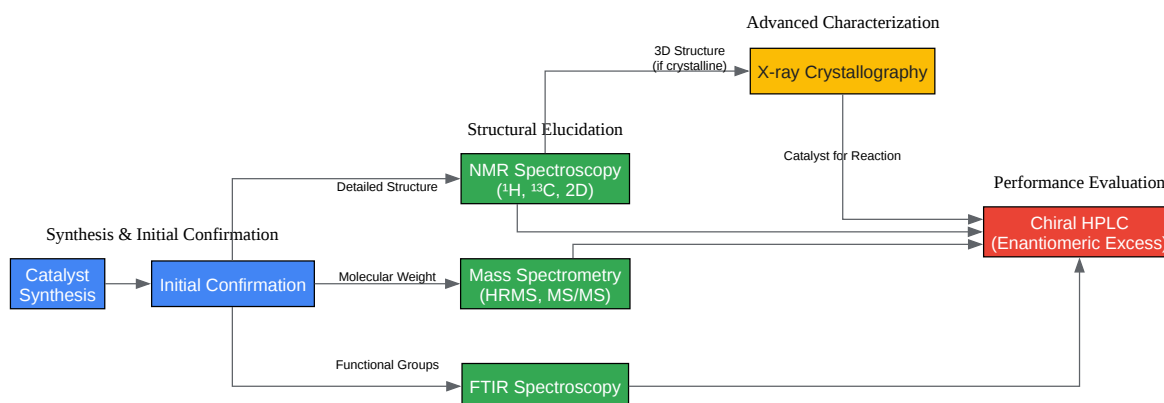 Advanced Characterization
3D Structure
(if crystalline)
X-ray Crystallography
Structural Elucidation
NMR Spectroscopy
(¹H, ¹³C, 2D)
Catalyst for Reaction
Detailed Structure
Performance Evaluation
Chiral HPLC
(Enantiomeric Excess)
Synthesis & Initial Confirmation
Catalyst
Synthesis
Initial Confirmation
Molecular Weight
Mass Spectrometry
(HRMS, MS/MS)
Functional Groups
FTIR Spectroscopy